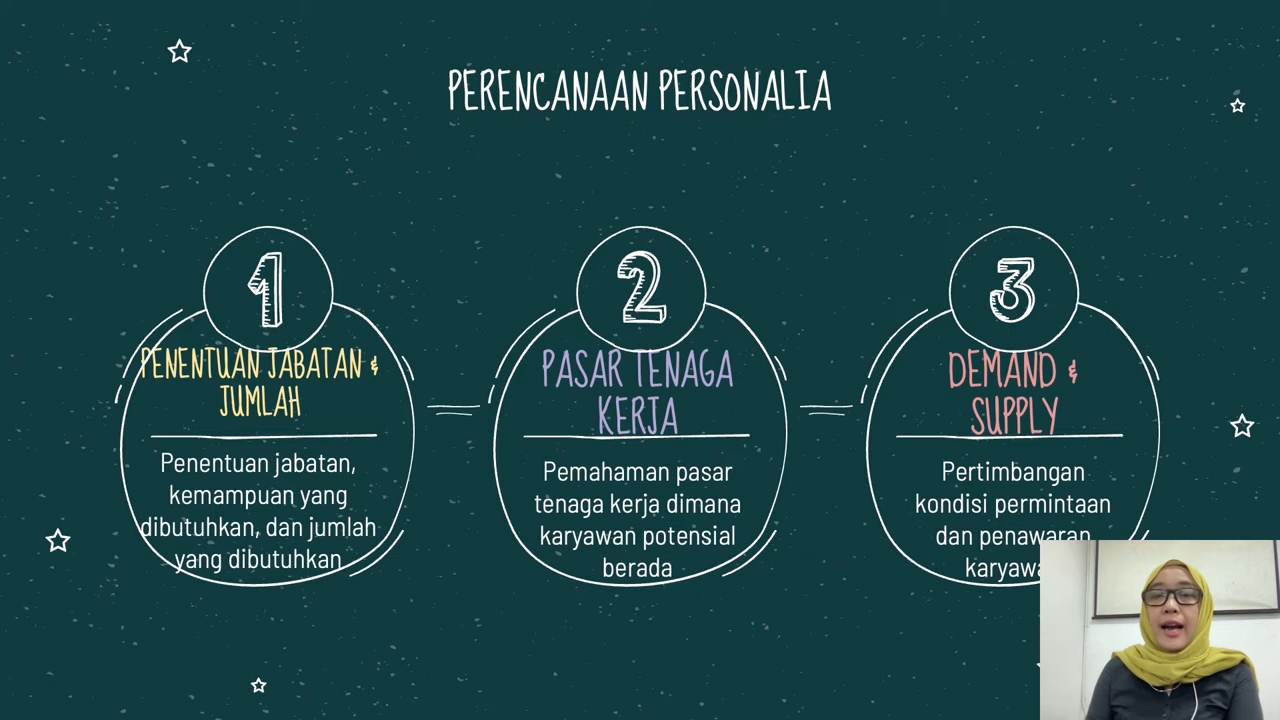 PERENCANAAN PERSONALIA
1
PENENTUAN JABATAN &
JUMLAH
Penentuan jabatan,
kemampuan yang
dibutuhkan, dan jumlah
yang dibutuhkan
2
PASAR TENAGA
KERJA
Pemahaman pasar
tenaga kerja dimana
karyawan potensial
berada
3
DEMAND &
SUPPLY
Pertimbangan
kondisi permintaan
dan penawaran